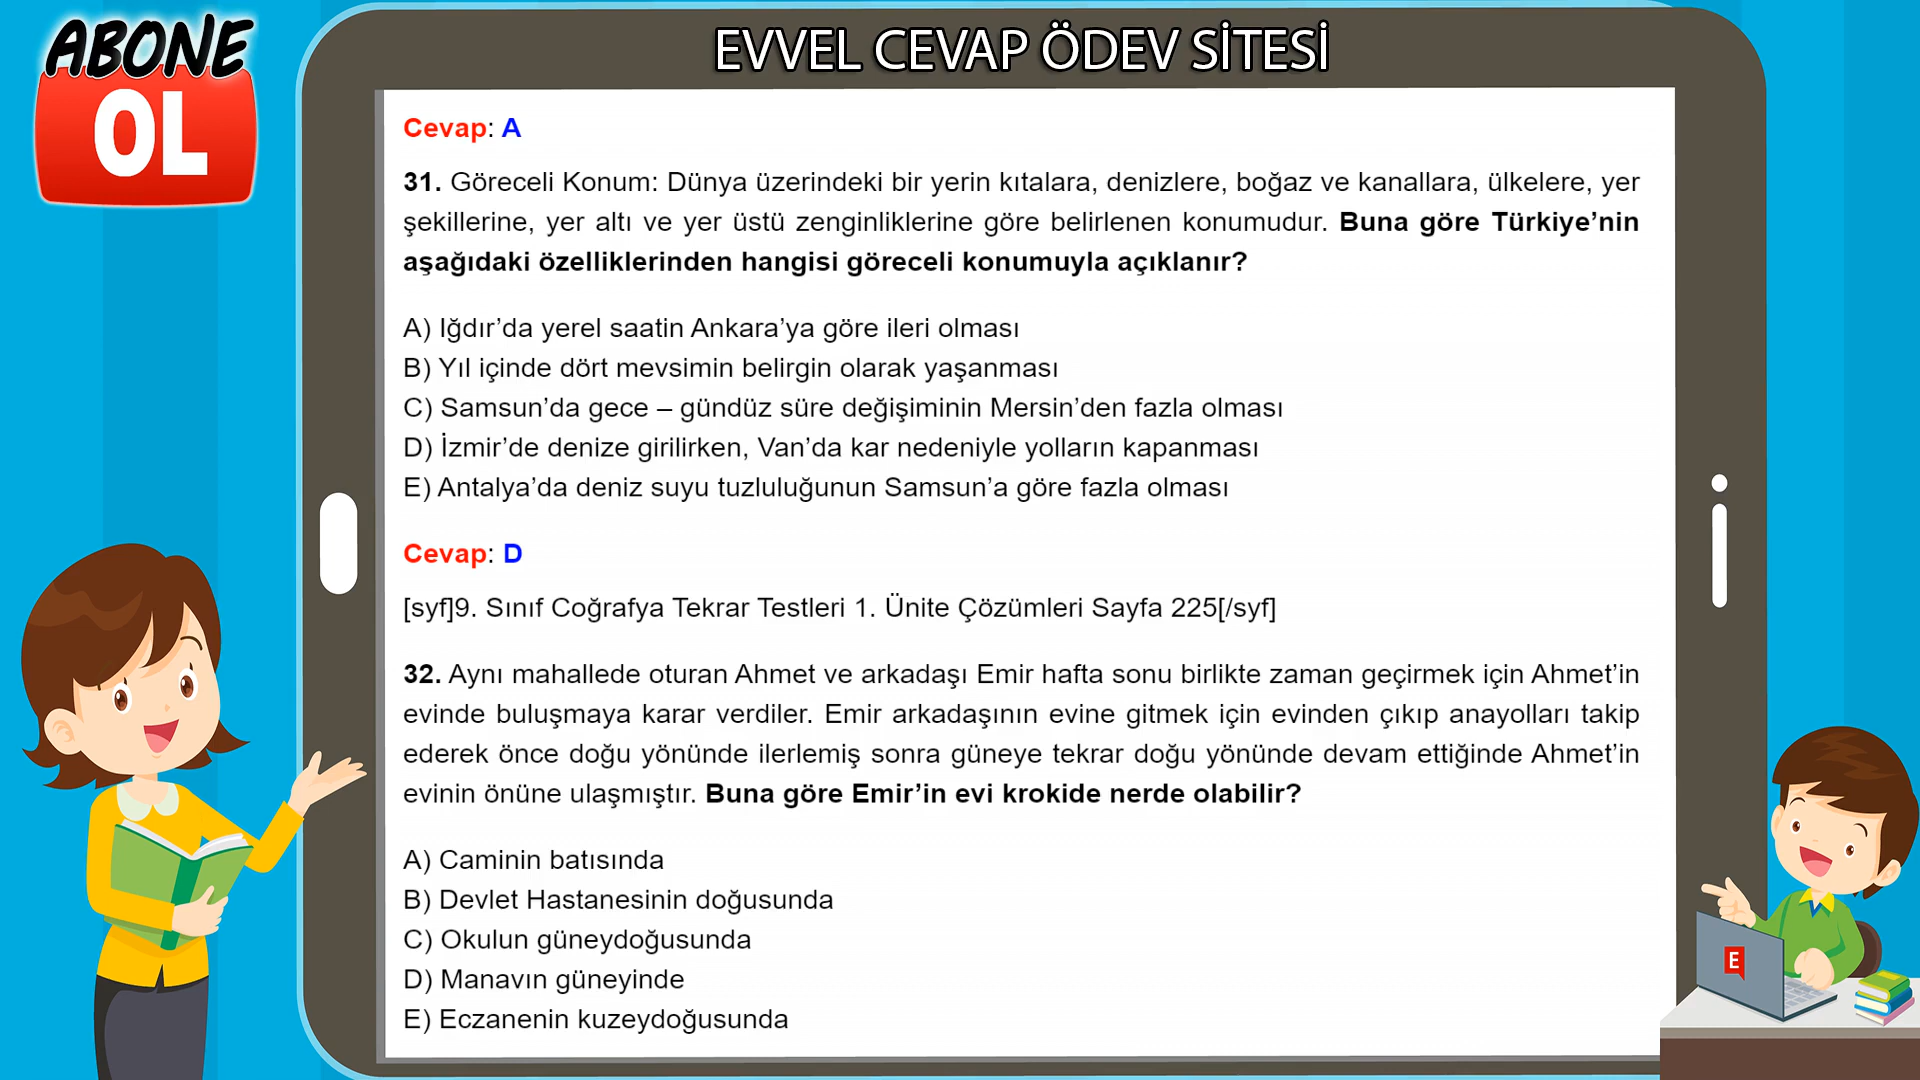 ABONE
OL
EVVEL CEVAP ÖDEV SİTESİ
Cevap: A
31. Göreceli Konum: Dünya üzerindeki bir yerin kıtalara, denizlere, boğaz ve kanallara, ülkelere, yer
şekillerine, yer altı ve yer üstü zenginliklerine göre belirlenen konumudur. Buna göre Türkiye’nin
aşağıdaki özelliklerinden hangisi göreceli konumuyla açıklanır?
A) Iğdır’da yerel saatin Ankara’ya göre ileri olması
B) Yıl içinde dört mevsimin belirgin olarak yaşanması
C) Samsun’da gece – gündüz süre değişiminin Mersin’den fazla olması
D) İzmir’de denize girilirken, Van’da kar nedeniyle yolların kapanması
E) Antalya’da deniz suyu tuzluluğunun Samsun’a göre fazla olması
Cevap: D
[syf]9. Sınıf Coğrafya Tekrar Testleri 1. Ünite Çözümleri Sayfa 225[/syf]
32. Aynı mahallede oturan Ahmet ve arkadaşı Emir hafta sonu birlikte zaman geçirmek için Ahmet’in
evinde buluşmaya karar verdiler. Emir arkadaşının evine gitmek için evinden çıkıp anayolları takip
ederek önce doğu yönünde ilerlemiş sonra güneye tekrar doğu yönünde devam ettiğinde Ahmet’in
evinin önüne ulaşmıştır. Buna göre Emir’in evi krokide nerde olabilir?
A) Caminin batısında
B) Devlet Hastanesinin doğusunda
C) Okulun güneydoğusunda
D) Manavın güneyinde
E) Eczanenin kuzeydoğusunda
E